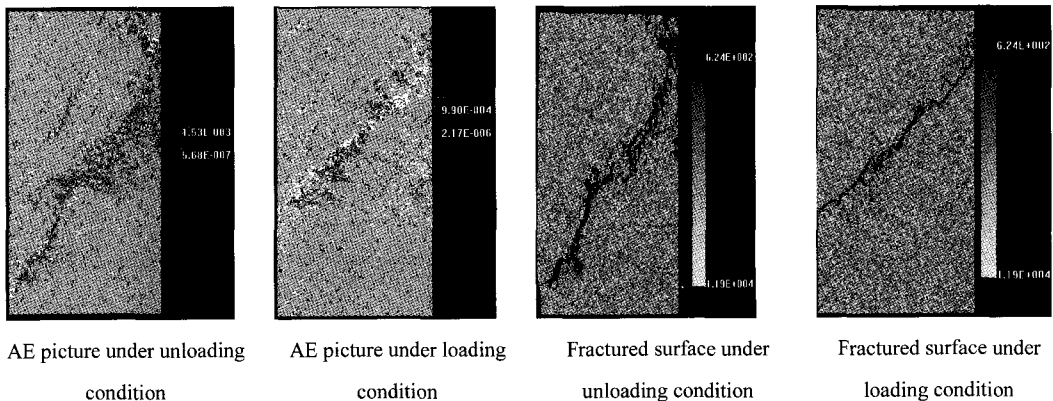 4.53E-003
5.68E-007
9.90E-004
2.17E-006
6.24E+002
1.19E+004
6.24E+002
1.19E+004
AE picture under unloading
condition
AE picture under loading
condition
Fractured surface under
unloading condition
Fractured surface under
loading condition